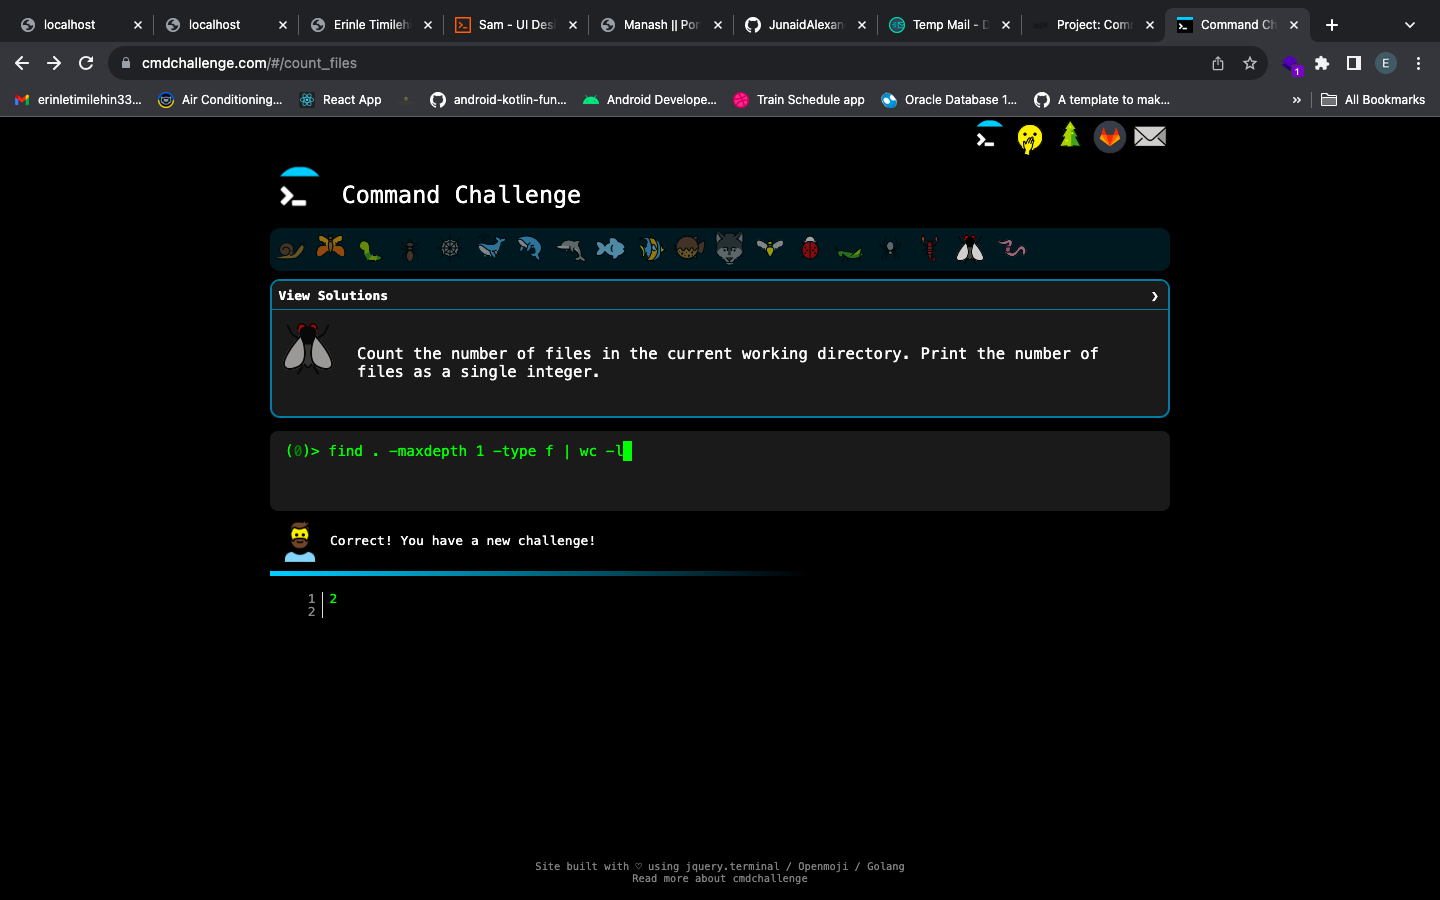 localhost
localhost
Erinle Timileh
Sam - UI Desi
Manash || Por
JunaidAlexan
Temp Mail - D
Project: Com
Command Ch
cmdchallenge.com/#/count_files
E
1
erinletimilehin33...
Air Conditioning...
React App
android-kotlin-fun...
Android Develope...
Train Schedule app
Oracle Database 1...
A template to mak...
»
All Bookmarks
Command Challenge
View Solutions
Count the number of files in the current working directory. Print the number of
files as a single integer.
(0)> find . -maxdepth 1 -type f | wc -l
Correct! You have a new challenge!
1 2
2
Site built with ♡ using jquery.terminal / Openmoji / Golang
Read more about cmdchallenge